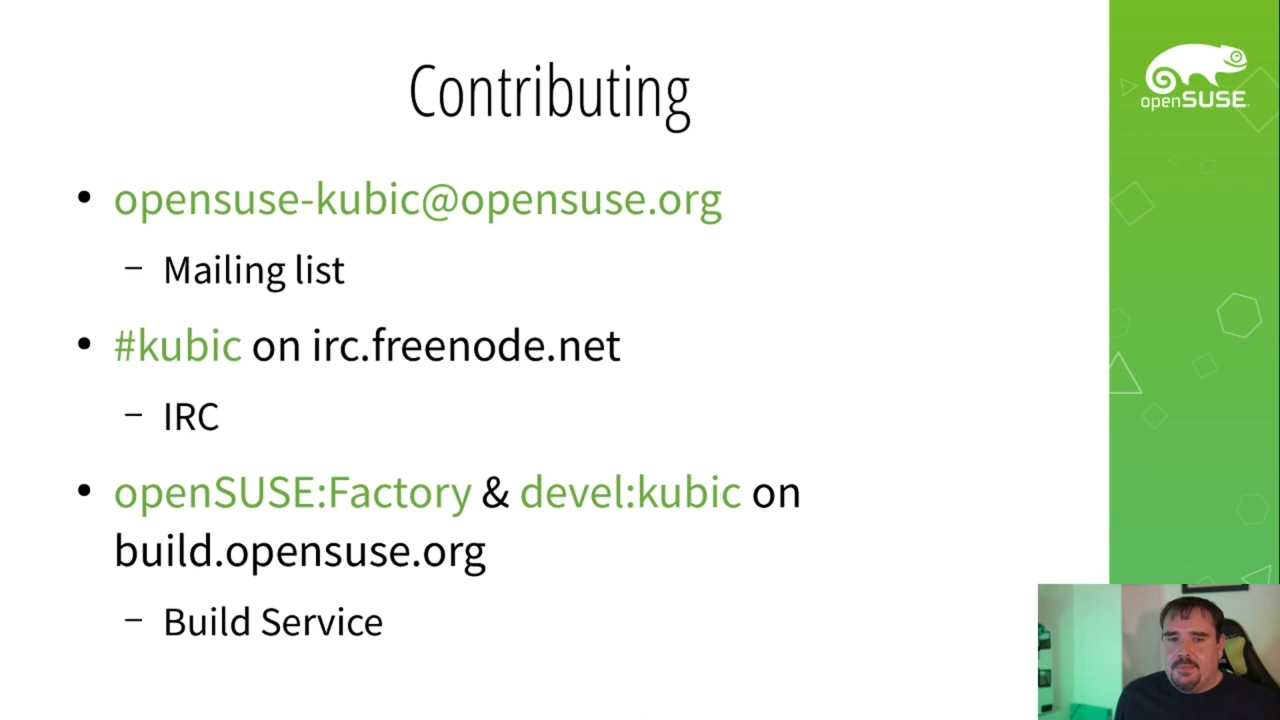 Contributing
openSUSE
• opensuse-kubic@opensuse.org
– Mailing list
• #kubic on irc.freenode.net
– IRC
• openSUSE:Factory & devel:kubic on
build.opensuse.org
– Build Service